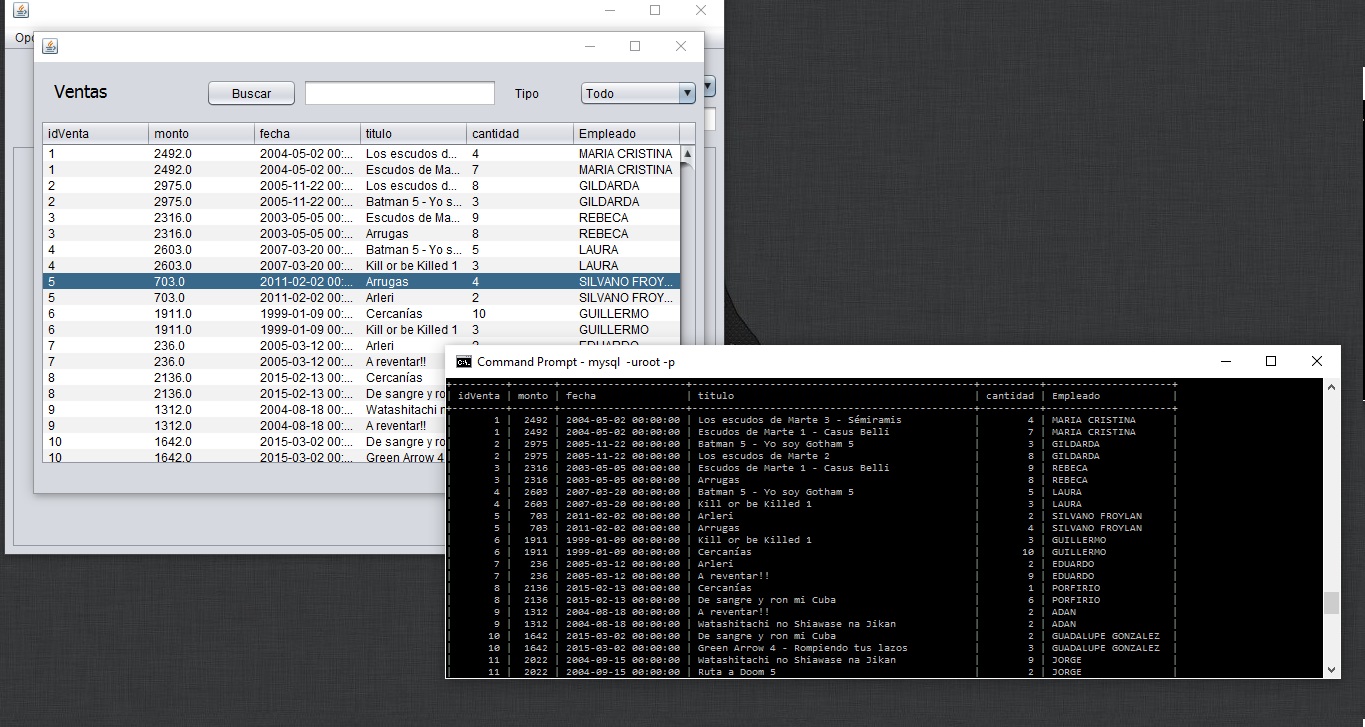 Opc
Ventas Buscar Tipo Todo
idVenta monto fecha titulo cantidad Empleado
1 2492.0 2004-05-02 00:... Los escudos d... 4 MARIA CRISTINA
1 2492.0 2004-05-02 00:... Escudos de Ma... 7 MARIA CRISTINA
2 2975.0 2005-11-22 00:... Los escudos d... 8 GILDARDA
2 2975.0 2005-11-22 00:... Batman 5 - Yo s... 3 GILDARDA
3 2316.0 2003-05-05 00:... Escudos de Ma... 9 REBECA
3 2316.0 2003-05-05 00:... Arrugas 8 REBECA
4 2603.0 2007-03-20 00:... Batman 5 - Yo s... 5 LAURA
4 2603.0 2007-03-20 00:... Kill or be Killed 1 3 LAURA
5 703.0 2011-02-02 00:... Arrugas 4 SILVANO FROY...
5 703.0 2011-02-02 00:... Arleri 2 SILVANO FROY...
6 1911.0 1999-01-09 00:... Cercanías 10 GUILLERMO
6 1911.0 1999-01-09 00:... Kill or be Killed 1 3 GUILLERMO
7 236.0 2005-03-12 00:... Arleri 2 EDUARDO
7 236.0 2005-03-12 00:... A reventar!!
8 2136.0 2015-02-13 00:... Cercanías
8 2136.0 2015-02-13 00:... De sangre y ro
9 1312.0 2004-08-18 00:... Watashitachi n
9 1312.0 2004-08-18 00:... A reventar!!
10 1642.0 2015-03-02 00:... De sangre y ro
10 1642.0 2015-03-02 00:... Green Arrow 4
Command Prompt - mysql -uroot -p
| idVenta | monto | fecha | titulo | cantidad | Empleado |
| 1 | 2492 | 2004-05-02 00:00:00 | Los escudos de Marte 3 - Sémiramis | 4 | MARIA CRISTINA |
| 1 | 2492 | 2004-05-02 00:00:00 | Escudos de Marte 1 - Casus Belli | 7 | MARIA CRISTINA |
| 2 | 2975 | 2005-11-22 00:00:00 | Batman 5 - Yo soy Gotham 5 | 3 | GILDARDA |
| 2 | 2975 | 2005-11-22 00:00:00 | Los escudos de Marte 2 | 8 | GILDARDA |
| 3 | 2316 | 2003-05-05 00:00:00 | Escudos de Marte 1 - Casus Belli | 9 | REBECA |
| 3 | 2316 | 2003-05-05 00:00:00 | Arrugas | 8 | REBECA |
| 4 | 2603 | 2007-03-20 00:00:00 | Batman 5 - Yo soy Gotham 5 | 5 | LAURA |
| 4 | 2603 | 2007-03-20 00:00:00 | Kill or be Killed 1 | 3 | LAURA |
| 5 | 703 | 2011-02-02 00:00:00 | Arleri | 2 | SILVANO FROYLAN |
| 5 | 703 | 2011-02-02 00:00:00 | Arrugas | 4 | SILVANO FROYLAN |
| 6 | 1911 | 1999-01-09 00:00:00 | Kill or be Killed 1 | 3 | GUILLERMO |
| 6 | 1911 | 1999-01-09 00:00:00 | Cercanías | 10 | GUILLERMO |
| 7 | 236 | 2005-03-12 00:00:00 | Arleri | 2 | EDUARDO |
| 7 | 236 | 2005-03-12 00:00:00 | A reventar!! | 9 | EDUARDO |
| 8 | 2136 | 2015-02-13 00:00:00 | Cercanías | 1 | PORFIRIO |
| 8 | 2136 | 2015-02-13 00:00:00 | De sangre y ron mi Cuba | 6 | PORFIRIO |
| 9 | 1312 | 2004-08-18 00:00:00 | A reventar!! | 2 | ADAN |
| 9 | 1312 | 2004-08-18 00:00:00 | Watashitachi no Shiawase na Jikan | 2 | ADAN |
| 10 | 1642 | 2015-03-02 00:00:00 | De sangre y ron mi Cuba | 2 | GUADALUPE GONZALEZ |
| 10 | 1642 | 2015-03-02 00:00:00 | Green Arrow 4 - Rompiendo tus lazos | 3 | GUADALUPE GONZALEZ |
| 11 | 2022 | 2004-09-15 00:00:00 | Watashitachi no Shiawase na Jikan | 9 | JORGE |
| 11 | 2022 | 2004-09-15 00:00:00 | Ruta a Doom 5 | 2 | JORGE |